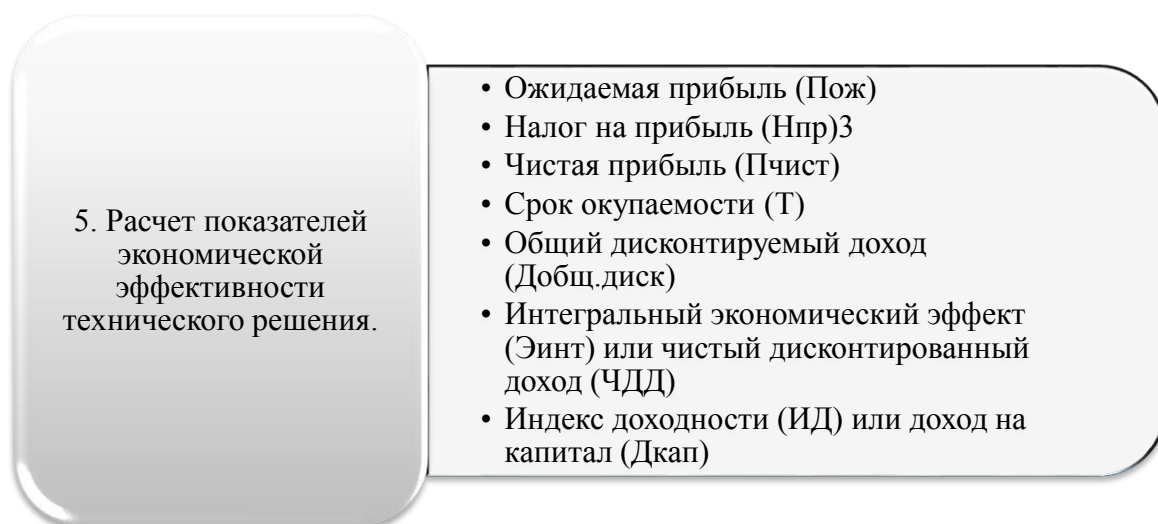 5. Расчет показателей
экономической
эффективности
технического решения.
• Ожидаемая прибыль (Пож)
• Налог на прибыль (Нпр)3
• Чистая прибыль (Пчист)
• Срок окупаемости (Т)
• Общий дисконтируемый доход
(Добщ.диск)
• Интегральный экономический эффект
(Эинт) или чистый дисконтированный
доход (ЧДД)
• Индекс доходности (ИД) или доход на
капитал (Дкап)